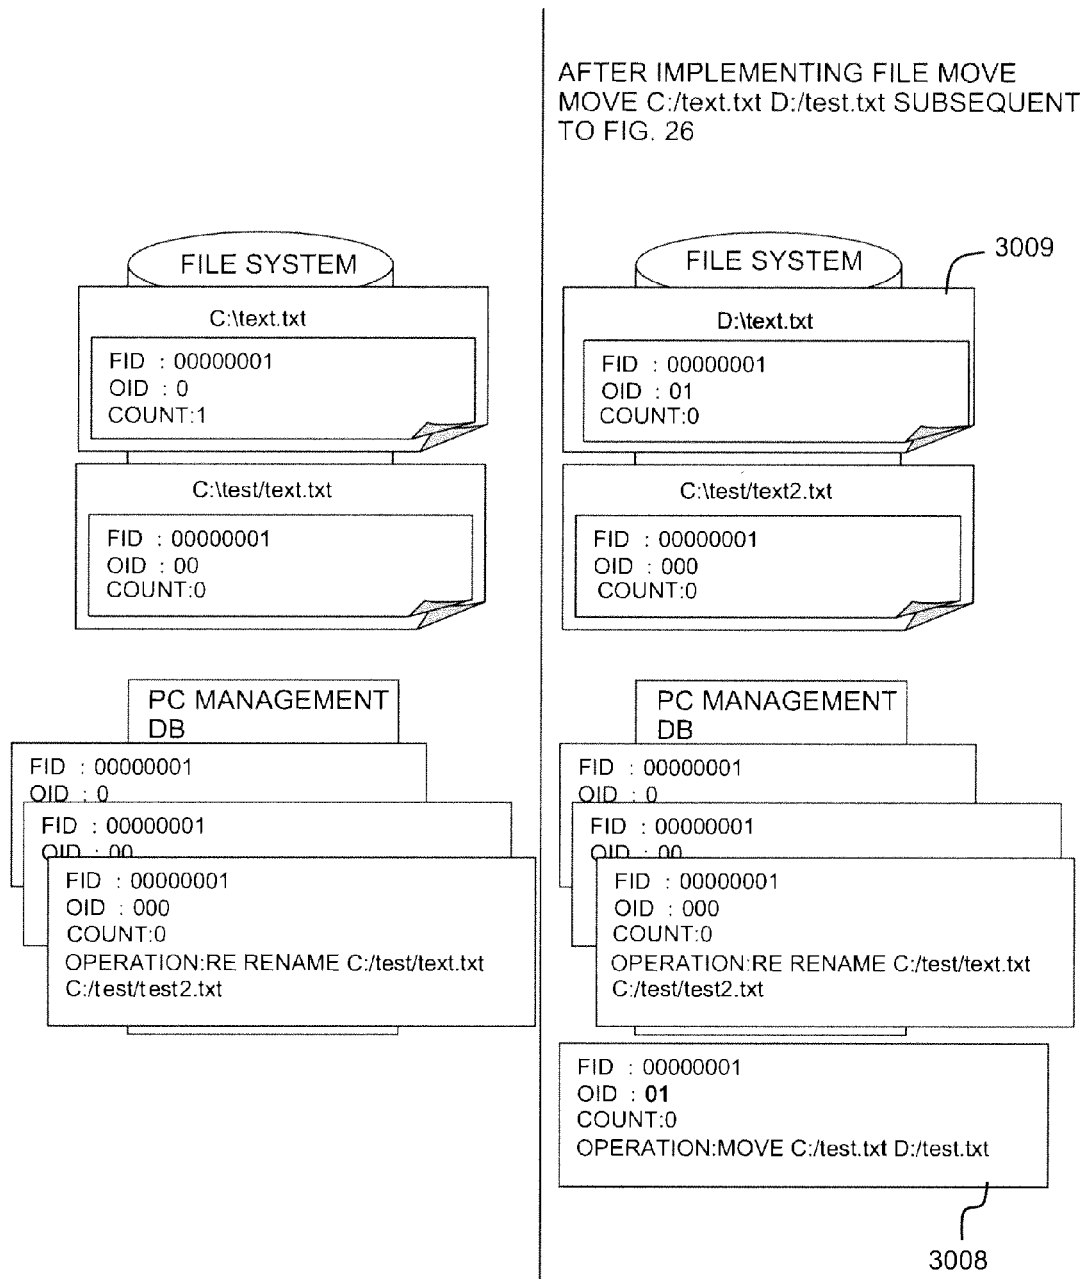 AFTER IMPLEMENTING FILE MOVE
MOVE C:/text.txt D:/test.txt SUBSEQUENT
TO FIG. 26
FILE SYSTEM
C:\text.txt
FID : 00000001
OID : 0
COUNT:1
C:\test/text.txt
FID : 00000001
OID : 00
COUNT:0
PC MANAGEMENT
DB
FID : 00000001
OID : 0
FID : 00000001
OID : 00
FID : 00000001
OID : 000
COUNT:0
OPERATION:RE RENAME C:/test/text.txt
C:/test/test2.txt
FILE SYSTEM
3009
D:\text.txt
FID : 00000001
OID : 01
COUNT:0
C:\test/text2.txt
FID : 00000001
OID : 000
COUNT:0
PC MANAGEMENT
DB
FID : 00000001
OID : 0
FID : 00000001
OID : 00
FID : 00000001
OID : 000
COUNT:0
OPERATION:RE RENAME C:/test/text.txt
C:/test/test2.txt
FID : 00000001
OID : 01
COUNT:0
OPERATION:MOVE C:/test.txt D:/test.txt
3008